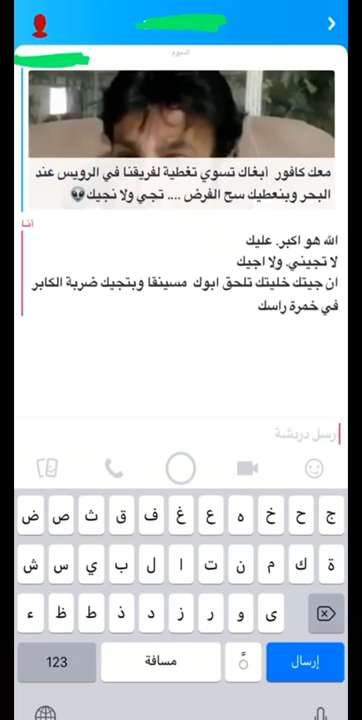 اليوم
معك كافور أبغاك تسوي تغطية لفريقنا في الرويس عند
البحر وبنعطيك سح الفرض .... تجي ولا نجيك👽
أنا
الله هو اكبر. عليك
لا تجيني. ولا اجيك
ان جيتك خليتك تلحق ابوك مسينقا وبتجيك ضربة الكابر
في خمرة راسك
إرسل دردشة
ض ص ث ق ف غ ع ه خ ح ج
ش س ي ب ل ا ت ن م ك ة
ء ظ ط ذ د ز ر و ى
123 مسافة إرسال